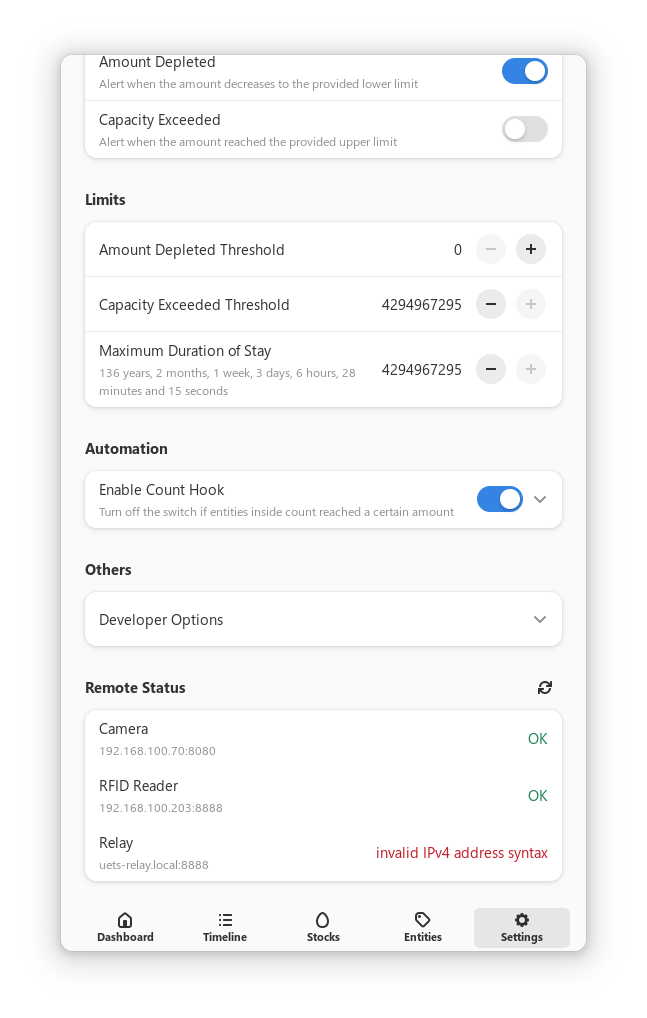 Amount Depleted
Alert when the amount decreases to the provided lower limit
Capacity Exceeded
Alert when the amount reached the provided upper limit
Limits
Amount Depleted Threshold 0
Capacity Exceeded Threshold 4294967295
Maximum Duration of Stay
136 years, 2 months, 1 week, 3 days, 6 hours, 28
minutes and 15 seconds
4294967295
Automation
Enable Count Hook
Turn off the switch if entities inside count reached a certain amount
Others
Developer Options
Remote Status
Camera
192.168.100.70:8080
OK
RFID Reader
192.168.100.203:8888
OK
Relay
uets-relay.local:8888
invalid IPv4 address syntax
Dashboard Timeline Stocks Entities Settings